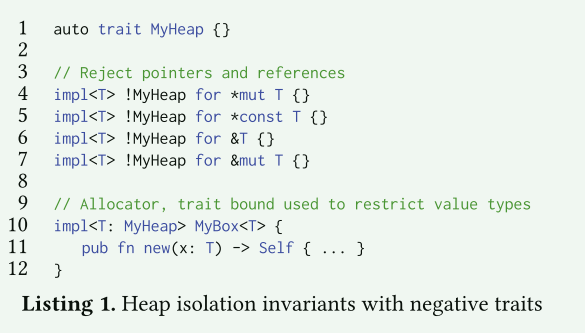 1 auto trait MyHeap {}
2
3 // Reject pointers and references
4 impl<T> !MyHeap for *mut T {}
5 impl<T> !MyHeap for *const T {}
6 impl<T> !MyHeap for &T {}
7 impl<T> !MyHeap for &mut T {}
8
9 // Allocator, trait bound used to restrict value types
10 impl<T: MyHeap> MyBox<T> {
11 pub fn new(x: T) -> Self { ... }
12 }
Listing 1. Heap isolation invariants with negative traits